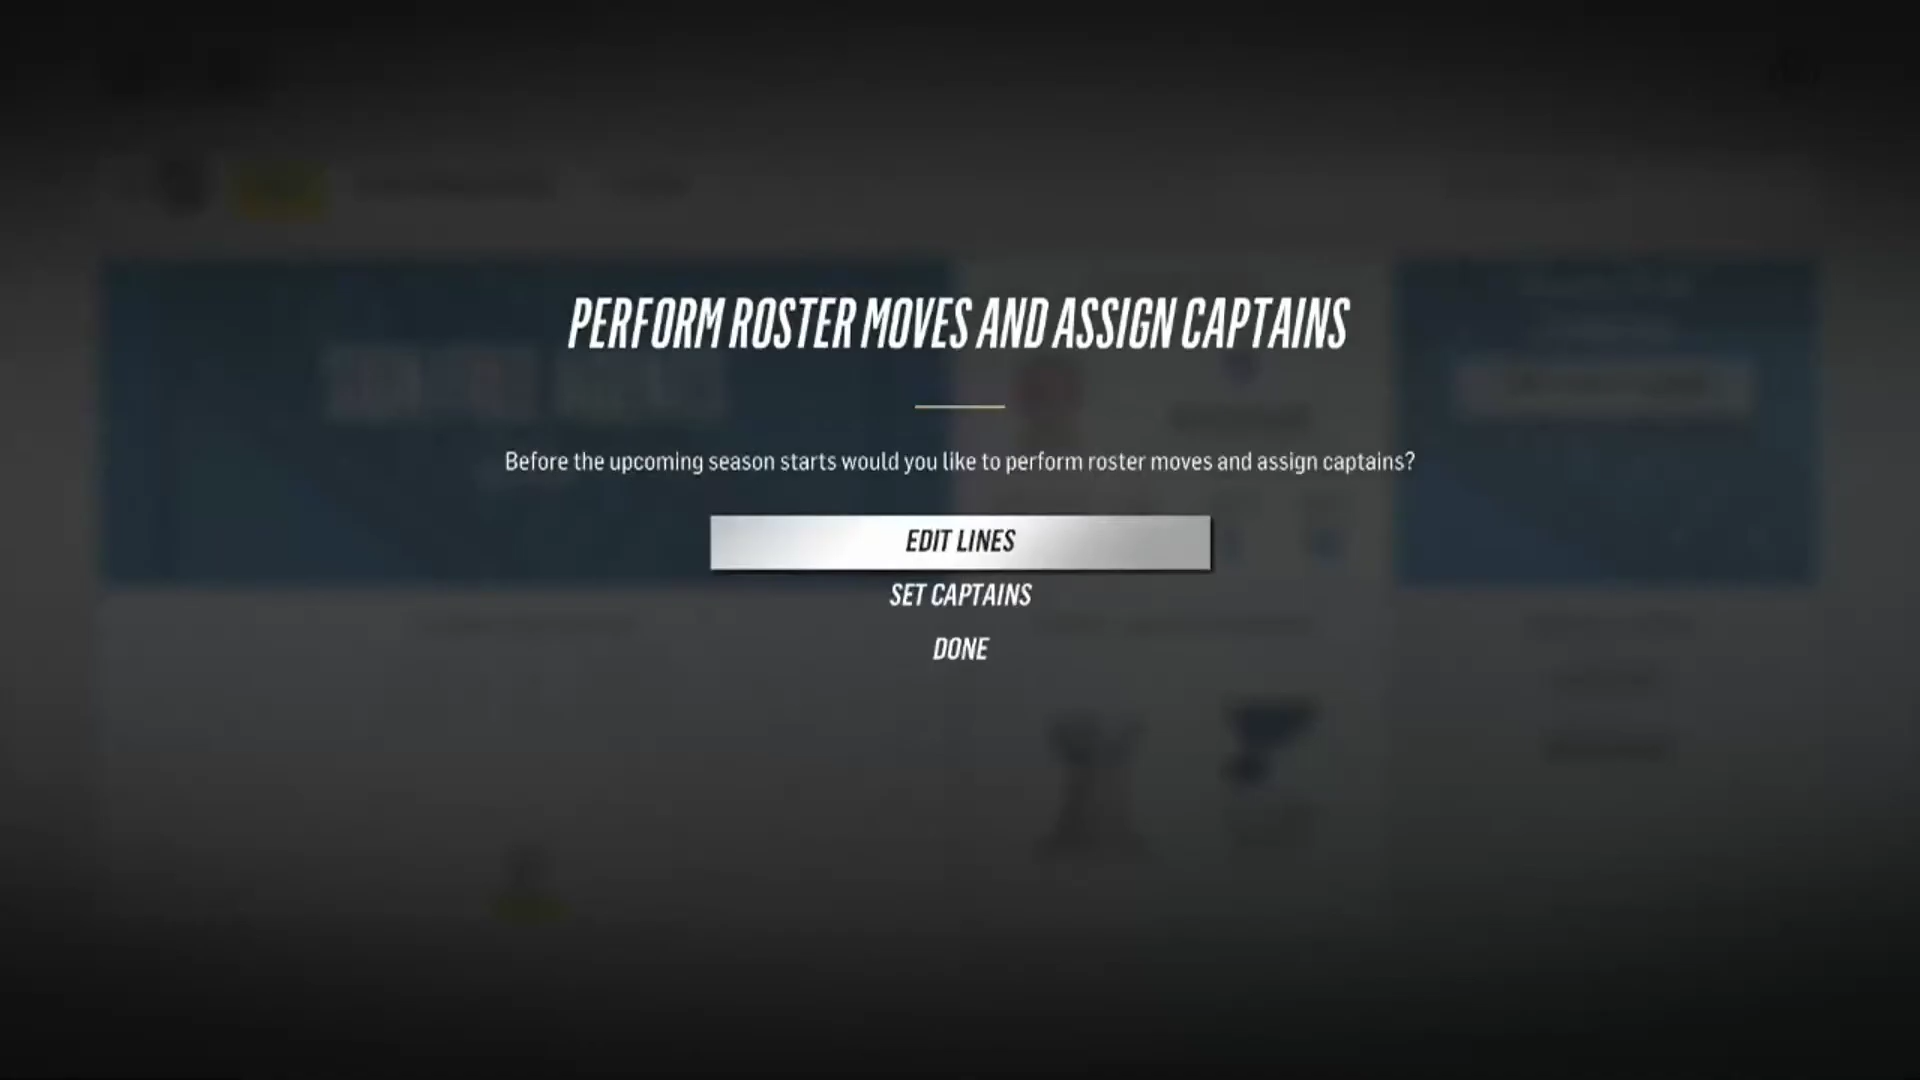 PERFORM ROSTER MOVES AND ASSIGN CAPTAINS
Before the upcoming season starts would you like to perform roster moves and assign captains?
EDIT LINES
SET CAPTAINS
DONE